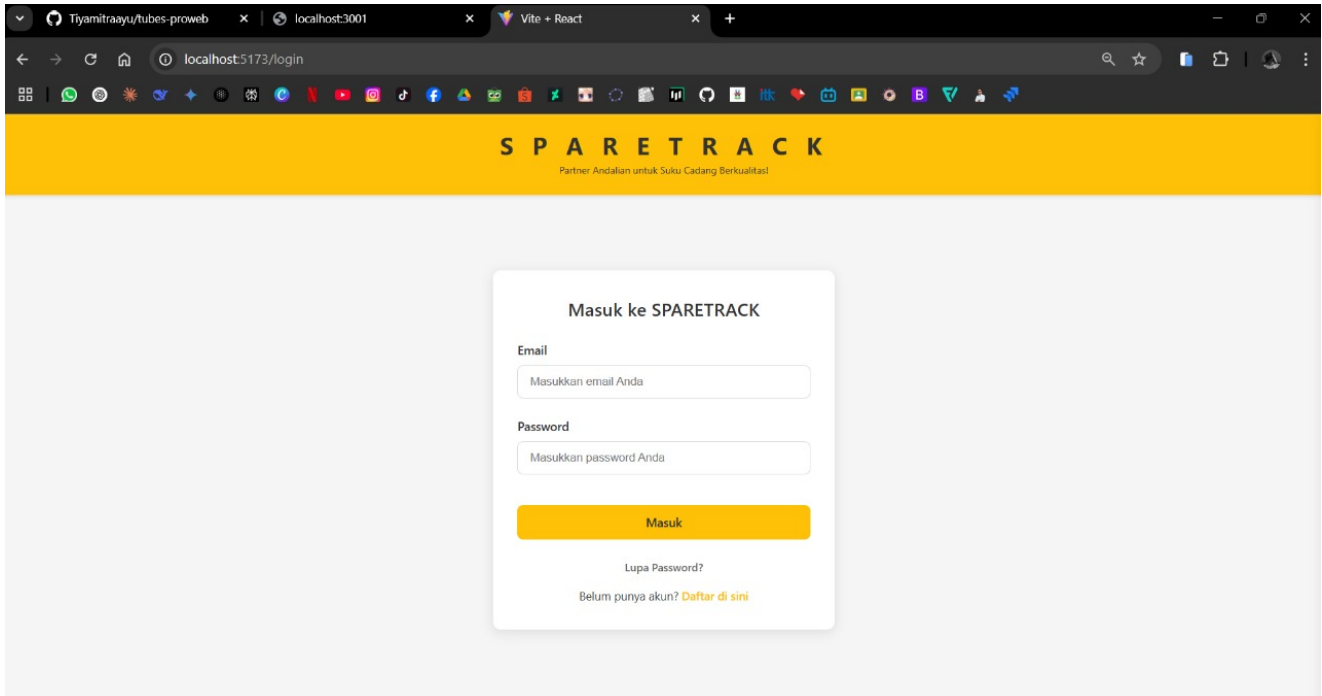 Tiyamitraayu/tubes-proweb
localhost:3001
Vite + React
localhost:5173/login
S P A R E T R A C K
Partner Andalian untuk Suku Cadang Berkualitas!
Masuk ke SPARETRACK
Email
Masukkan email Anda
Password
Masukkan password Anda
Masuk
Lupa Password?
Belum punya akun? Daftar di sini